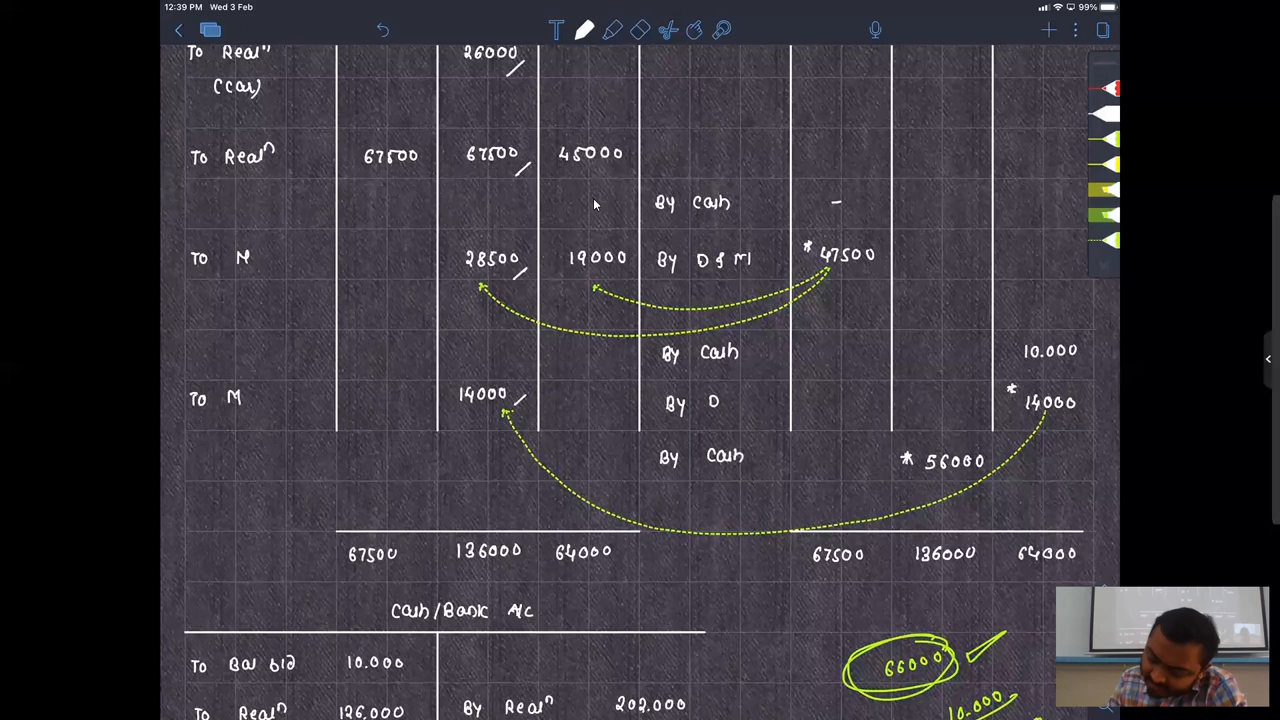 12:39 PM Wed 3 Feb 99%
T
To Realⁿ 26000
(car)
To Realⁿ 67500 67500 45000
By Cash -
To N 28500 19000 By D & M *47500
By Cash 10.000
To M 14000 By D * 14000
By Cash * 56000
67500 136000 64000 67500 136000 64000
Cash/Bank A/C
To Bal b/d 10.000 66000
To Realⁿ 126.000 By Realⁿ 202.000 10.000